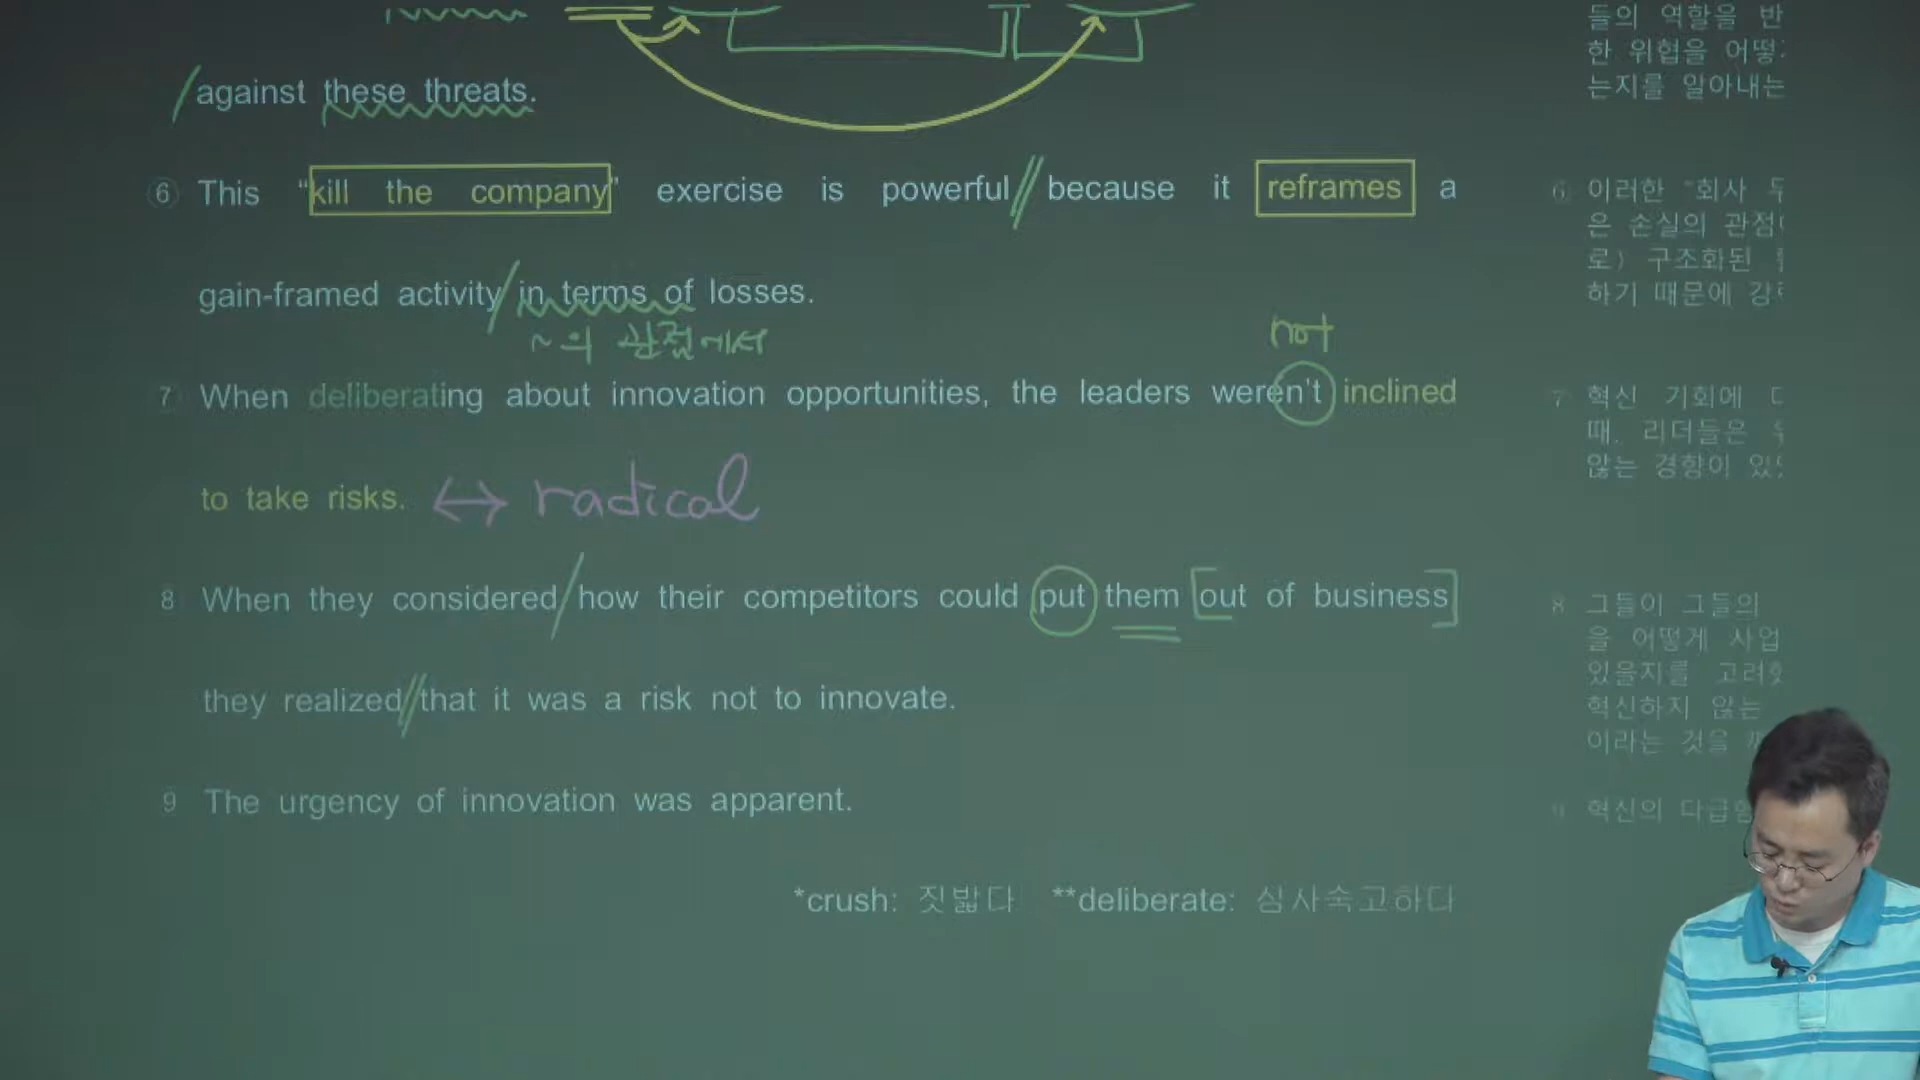 against these threats.
⑥ This “kill the company” exercise is powerful because it reframes a
gain-framed activity in terms of losses.
~의 관점에서
not
7 When deliberating about innovation opportunities, the leaders weren't inclined
to take risks. ↔ radical
8 When they considered how their competitors could put them out of business
they realized that it was a risk not to innovate.
9 The urgency of innovation was apparent.
*crush: 짓밟다 **deliberate: 심사숙고하다
들의 역할을 반
한 위협을 어떻게
는지를 알아내는
6 이러한 “회사
은 손실의 관점
로) 구조화된
하기 때문에
7 혁신 기회에
때, 리더들은
않는 경향이
8 그들이 그들의
을 어떻게 사업
있을지를
혁신하지 않는
이라는 것을
9 혁신의